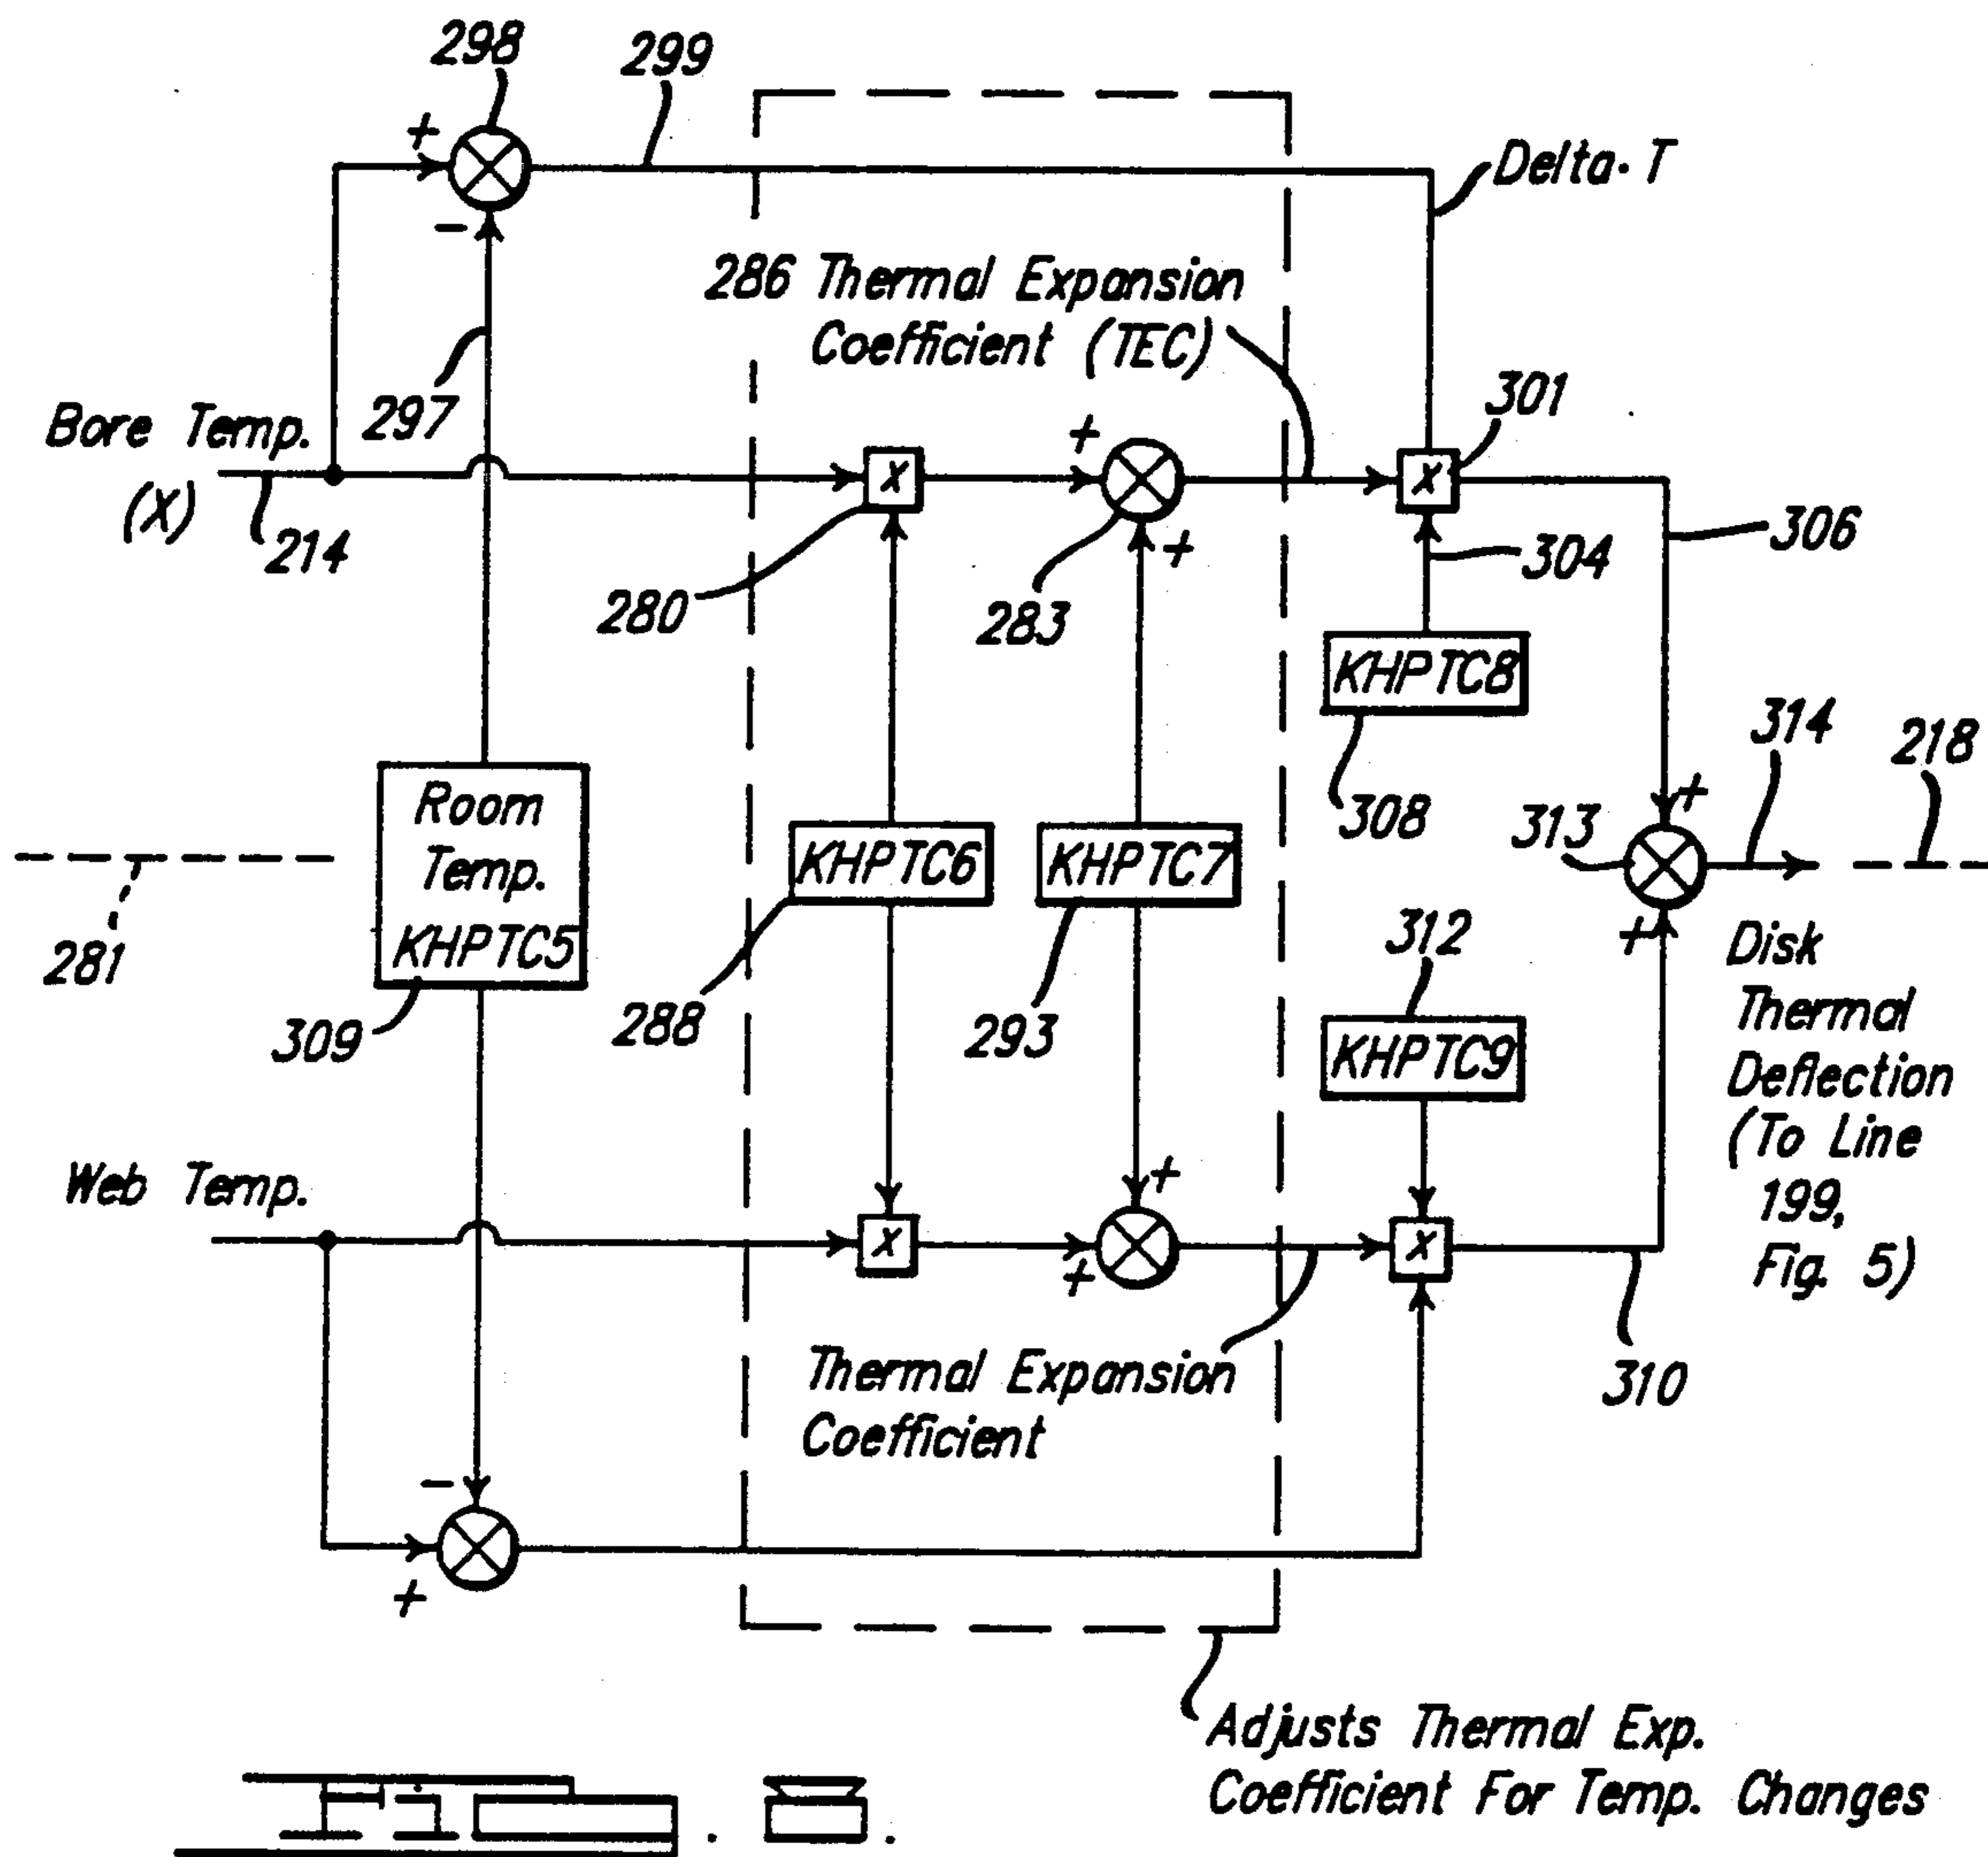 298
299
+
Delta-T
-
286 Thermal Expansion
Coefficient (TEC)
297
301
Bore Temp.
(X)
+
X
X
214
306
+
304
280
283
KHPTC8
314
218
Room
Temp.
KHPTC5
308
+
313
KHPTC6
KHPTC7
281
312
+
Disk
Thermal
Deflection
(To Line
199,
Fig. 5)
309
288
293
KHPTC9
Web Temp.
+
X
X
+
Thermal Expansion
Coefficient
310
-
+
Adjusts Thermal Exp.
Coefficient For Temp. Changes